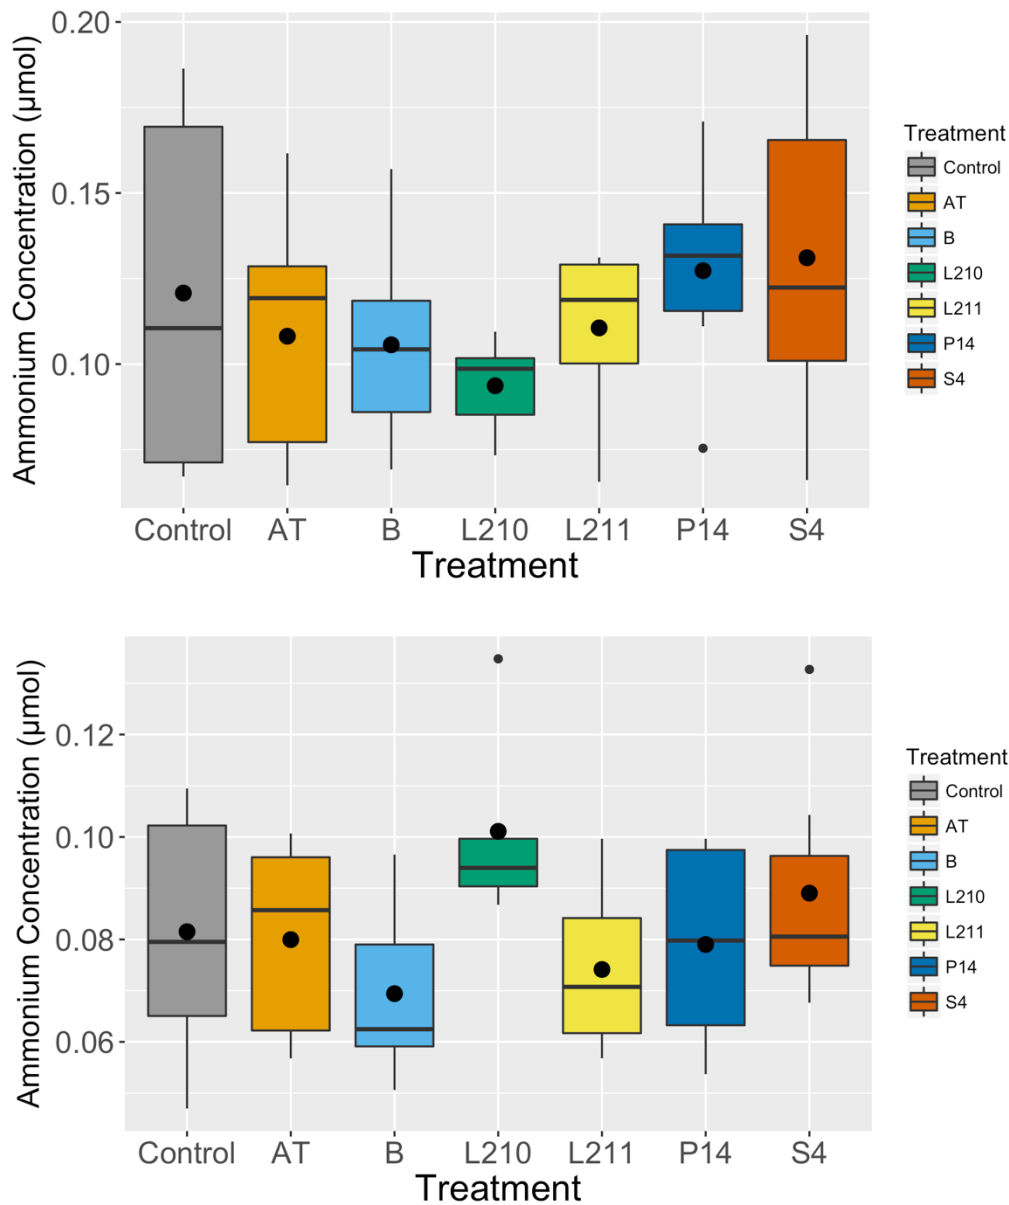 Ammonium Concentration (µmol)
0.20
0.15
0.10
Control AT B L210 L211 P14 S4
Treatment
Treatment
Control
AT
B
L210
L211
P14
S4
Ammonium Concentration (µmol)
0.12
0.10
0.08
0.06
Control AT B L210 L211 P14 S4
Treatment
Treatment
Control
AT
B
L210
L211
P14
S4